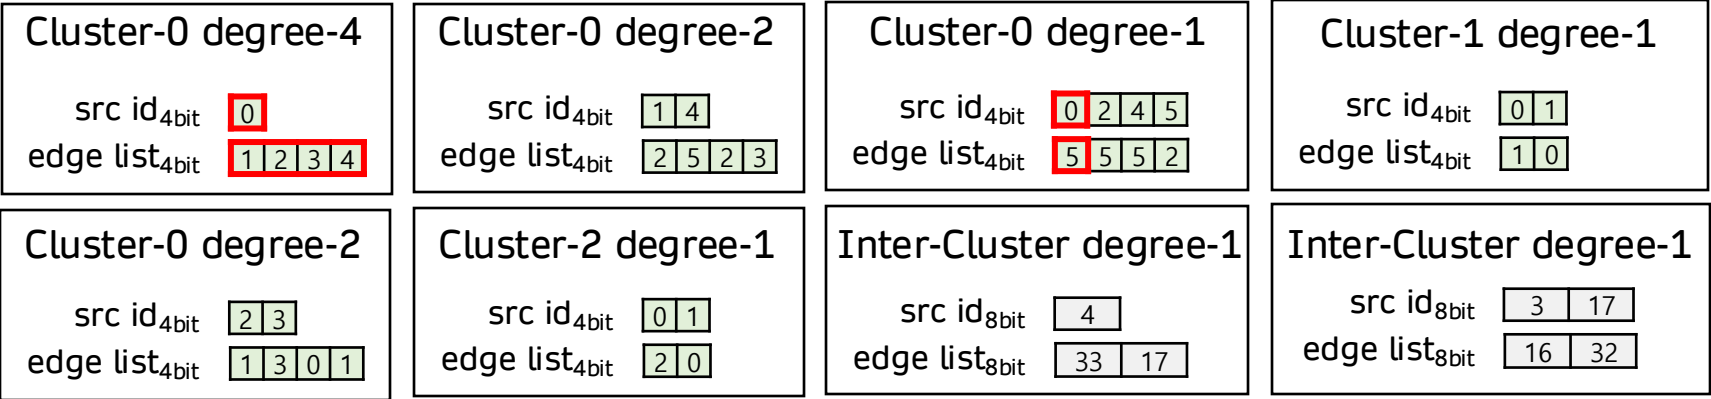 Cluster-0 degree-4
src id4bit 0
edge list4bit 1 2 3 4
Cluster-0 degree-2
src id4bit 1 4
edge list4bit 2 5 2 3
Cluster-0 degree-1
src id4bit 0 2 4 5
edge list4bit 5 5 5 2
Cluster-1 degree-1
src id4bit 0 1
edge list4bit 1 0
Cluster-0 degree-2
src id4bit 2 3
edge list4bit 1 3 0 1
Cluster-2 degree-1
src id4bit 0 1
edge list4bit 2 0
Inter-Cluster degree-1
src id8bit 4
edge list8bit 33 17
Inter-Cluster degree-1
src id8bit 3 17
edge list8bit 16 32